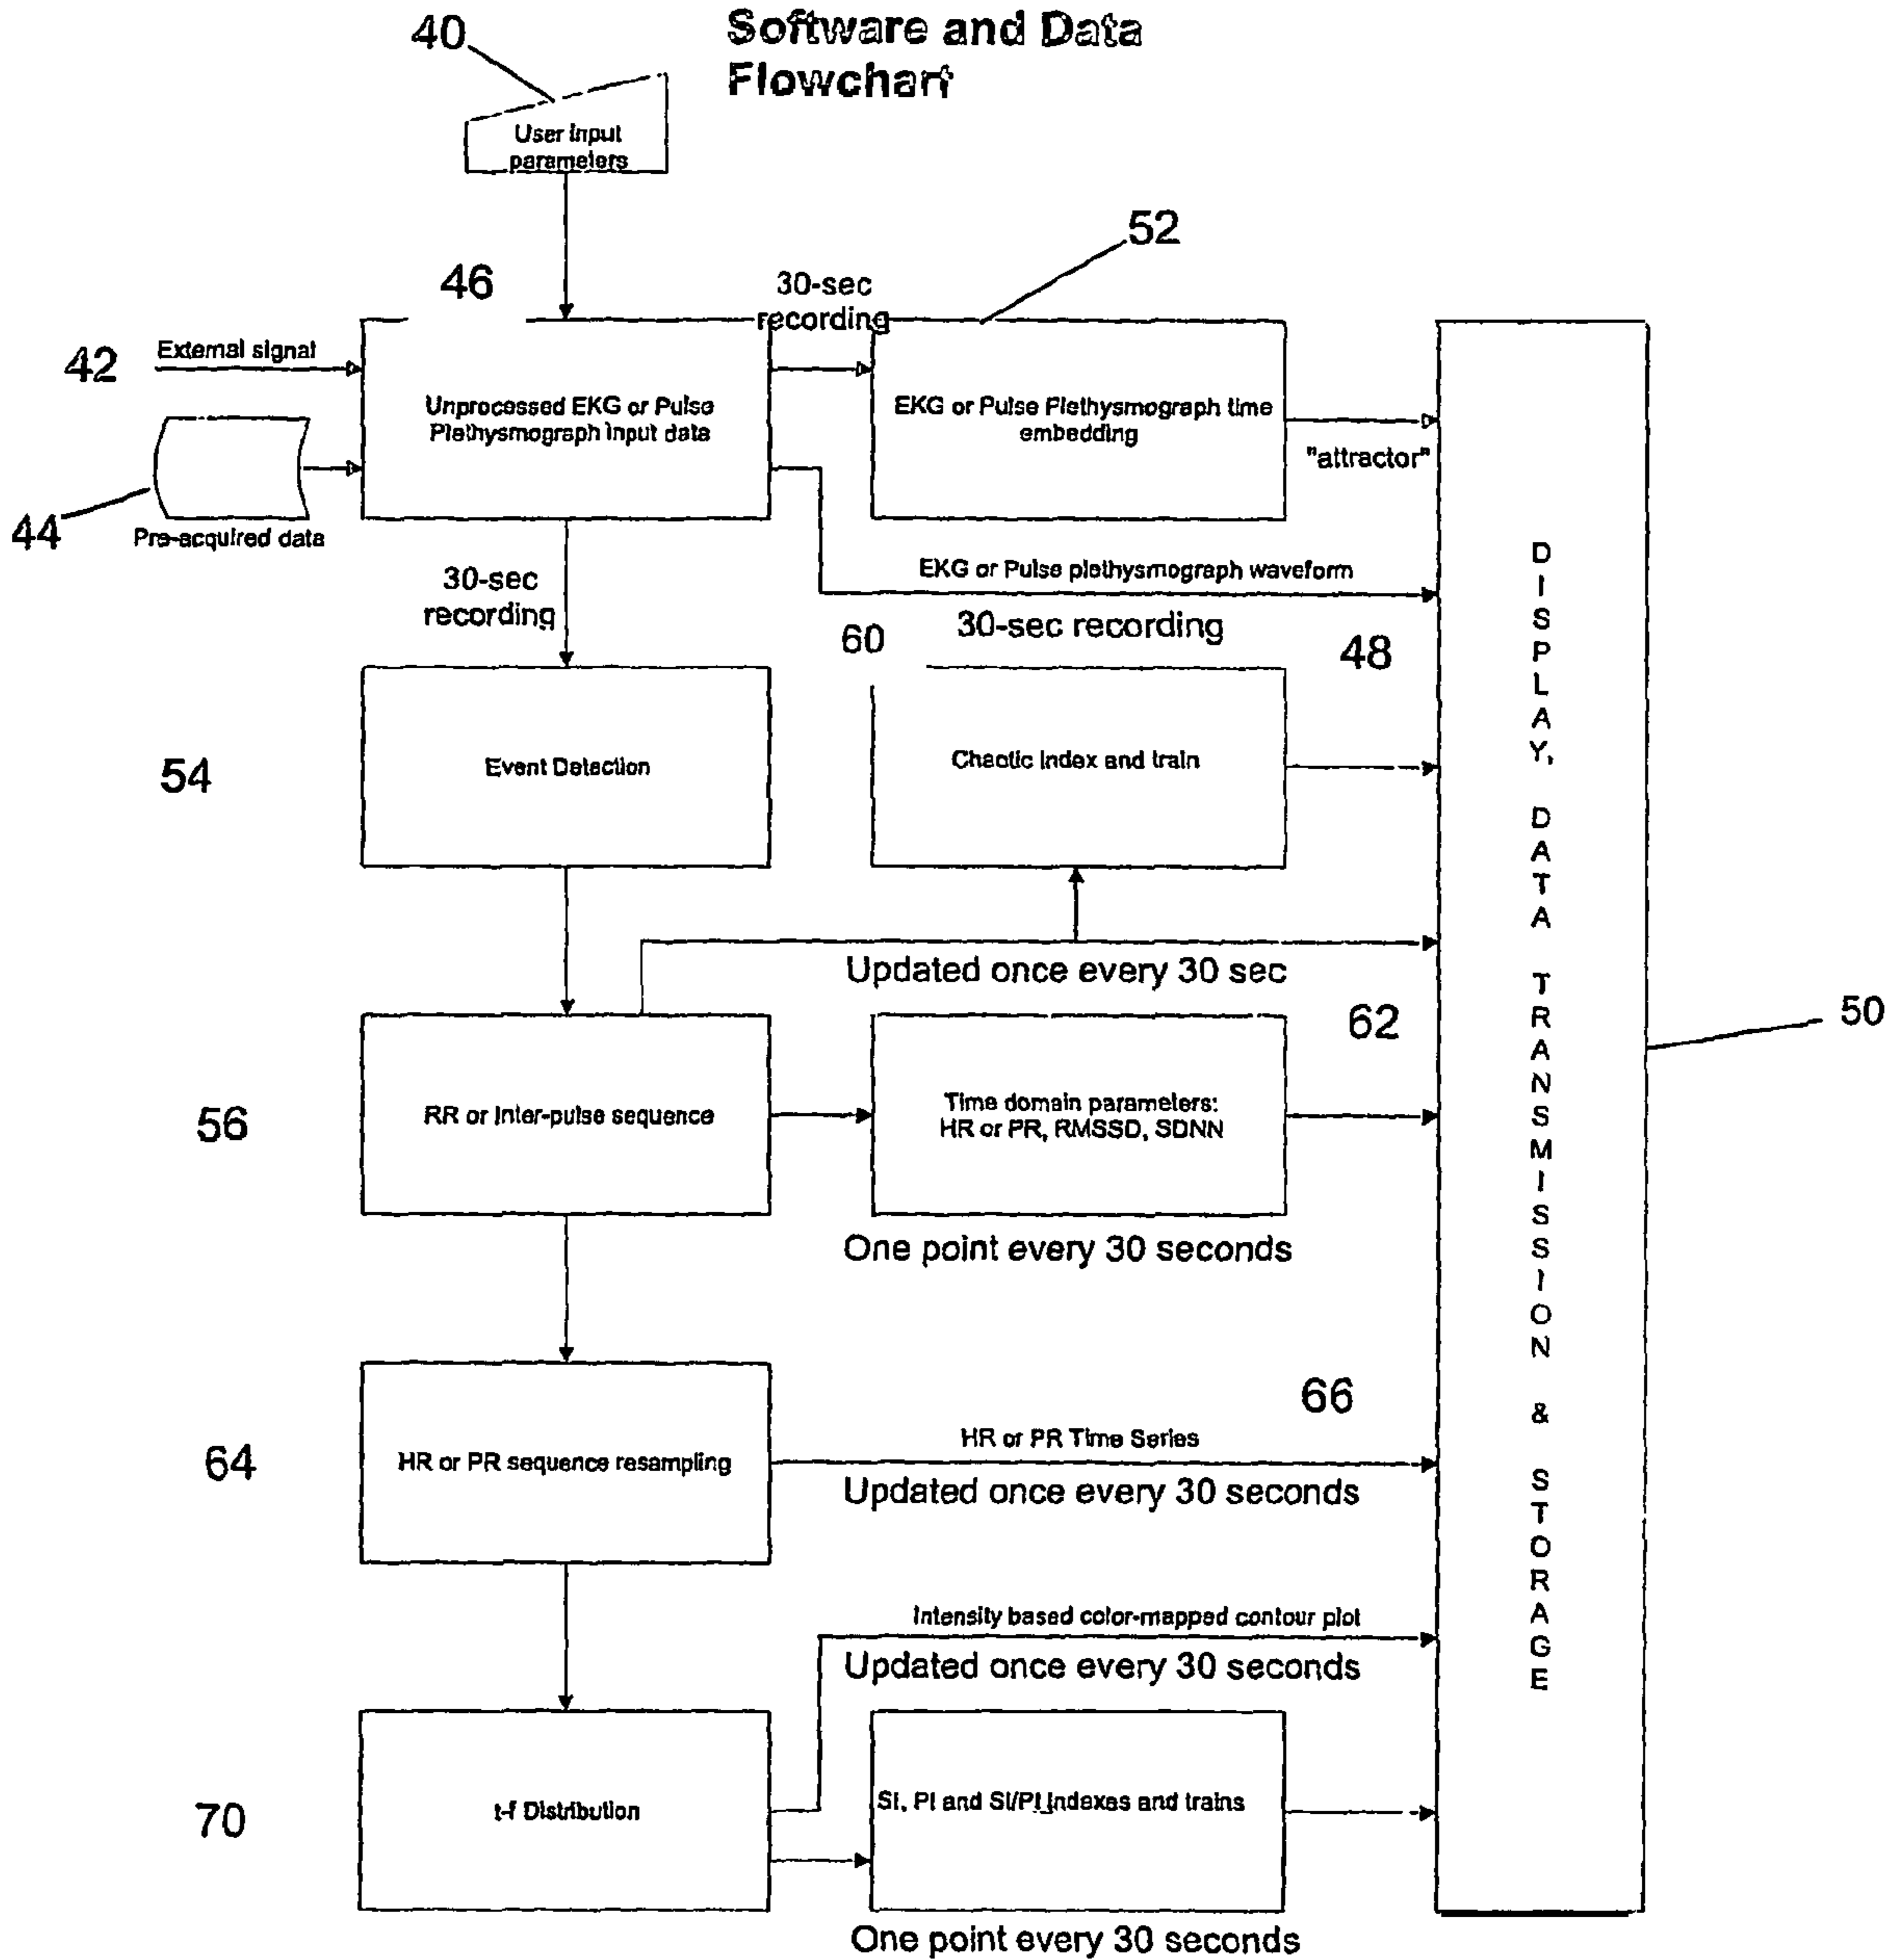 Software and Data
Flowchart
40
User input
parameters
52
46
30-sec
recording
42
External signal
Unprocessed EKG or Pulse
Plethysmograph input data
EKG or Pulse Plethysmograph time
embedding
"attractor"
44
Pre-acquired data
EKG or Pulse plethysmograph waveform
30-sec
recording
30-sec recording
60
48
54
Event Detection
Chaotic index and train
Updated once every 30 sec
62
50
56
RR or Inter-pulse sequence
Time domain parameters:
HR or PR, RMSSD, SDNN
One point every 30 seconds
66
64
HR or PR sequence resampling
HR or PR Time Series
Updated once every 30 seconds
Intensity based color-mapped contour plot
Updated once every 30 seconds
70
t-f Distribution
SI, PI and SI/PI indexes and trains
One point every 30 seconds
DISPLAY, DATA TRANSMISSION & STORAGE